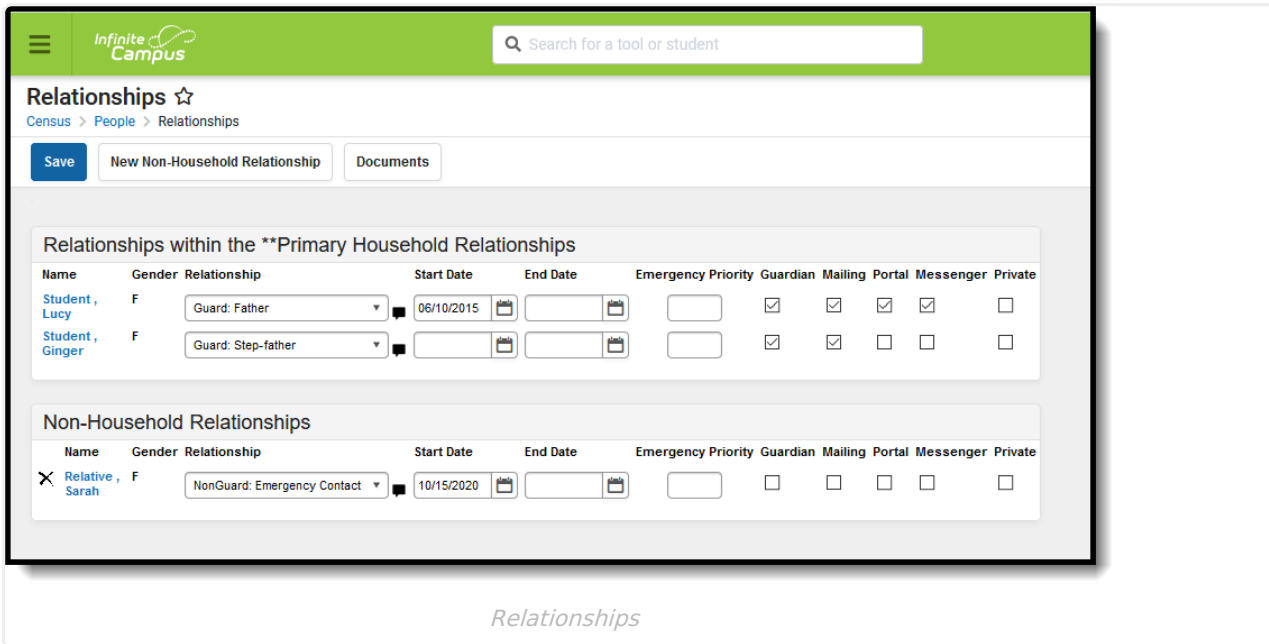 Infinite
Campus
Search for a tool or student
Relationships
Census > People > Relationships
Save New Non-Household Relationship Documents
Relationships within the **Primary Household Relationships
Name Gender Relationship Start Date End Date Emergency Priority Guardian Mailing Portal Messenger Private
Student , Lucy F Guard: Father 06/10/2015
Student , Ginger F Guard: Step-father
Non-Household Relationships
Name Gender Relationship Start Date End Date Emergency Priority Guardian Mailing Portal Messenger Private
Relative , Sarah F NonGuard: Emergency Contact 10/15/2020
Relationships